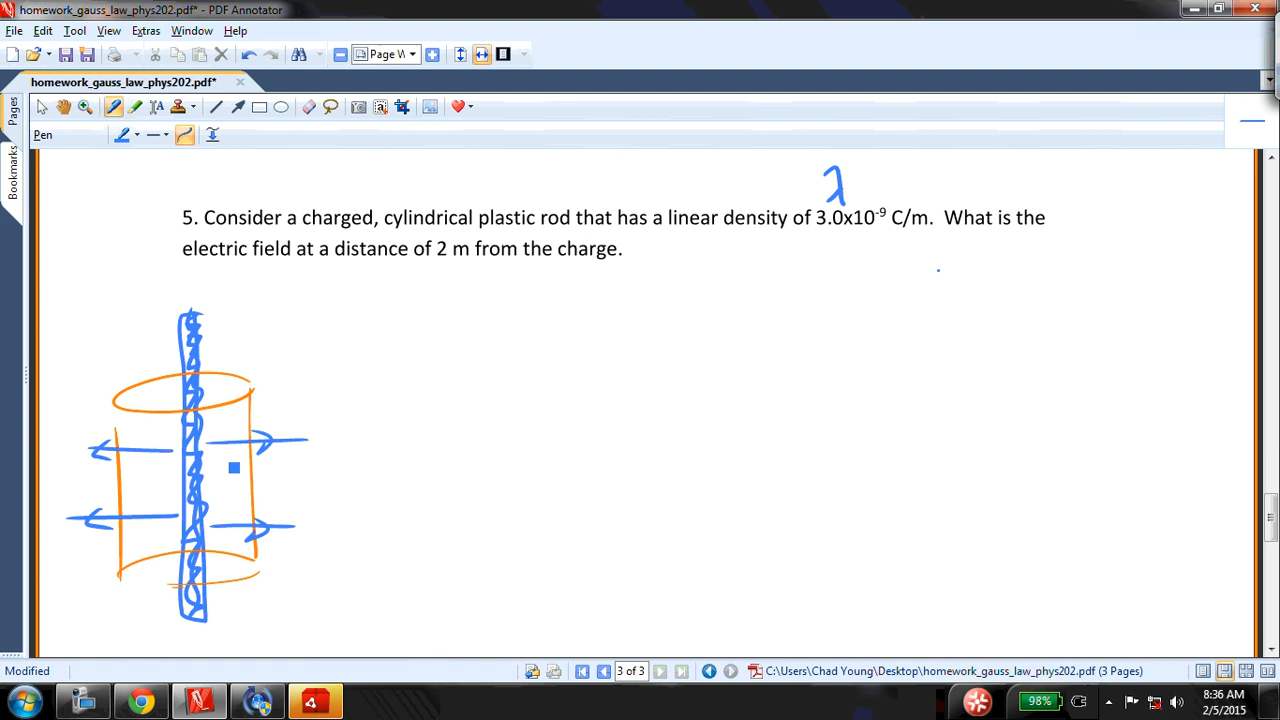 homework_gauss_law_phys202.pdf* - PDF Annotator
File Edit Tool View Extras Window Help
Page W
homework_gauss_law_phys202.pdf*
Pen
Pages
Bookmarks
λ
5. Consider a charged, cylindrical plastic rod that has a linear density of 3.0x10⁻⁹ C/m. What is the
electric field at a distance of 2 m from the charge.
Modified
3 of 3
C:\Users\Chad Young\Desktop\homework_gauss_law_phys202.pdf (3 Pages)
98%
8:36 AM
2/5/2015